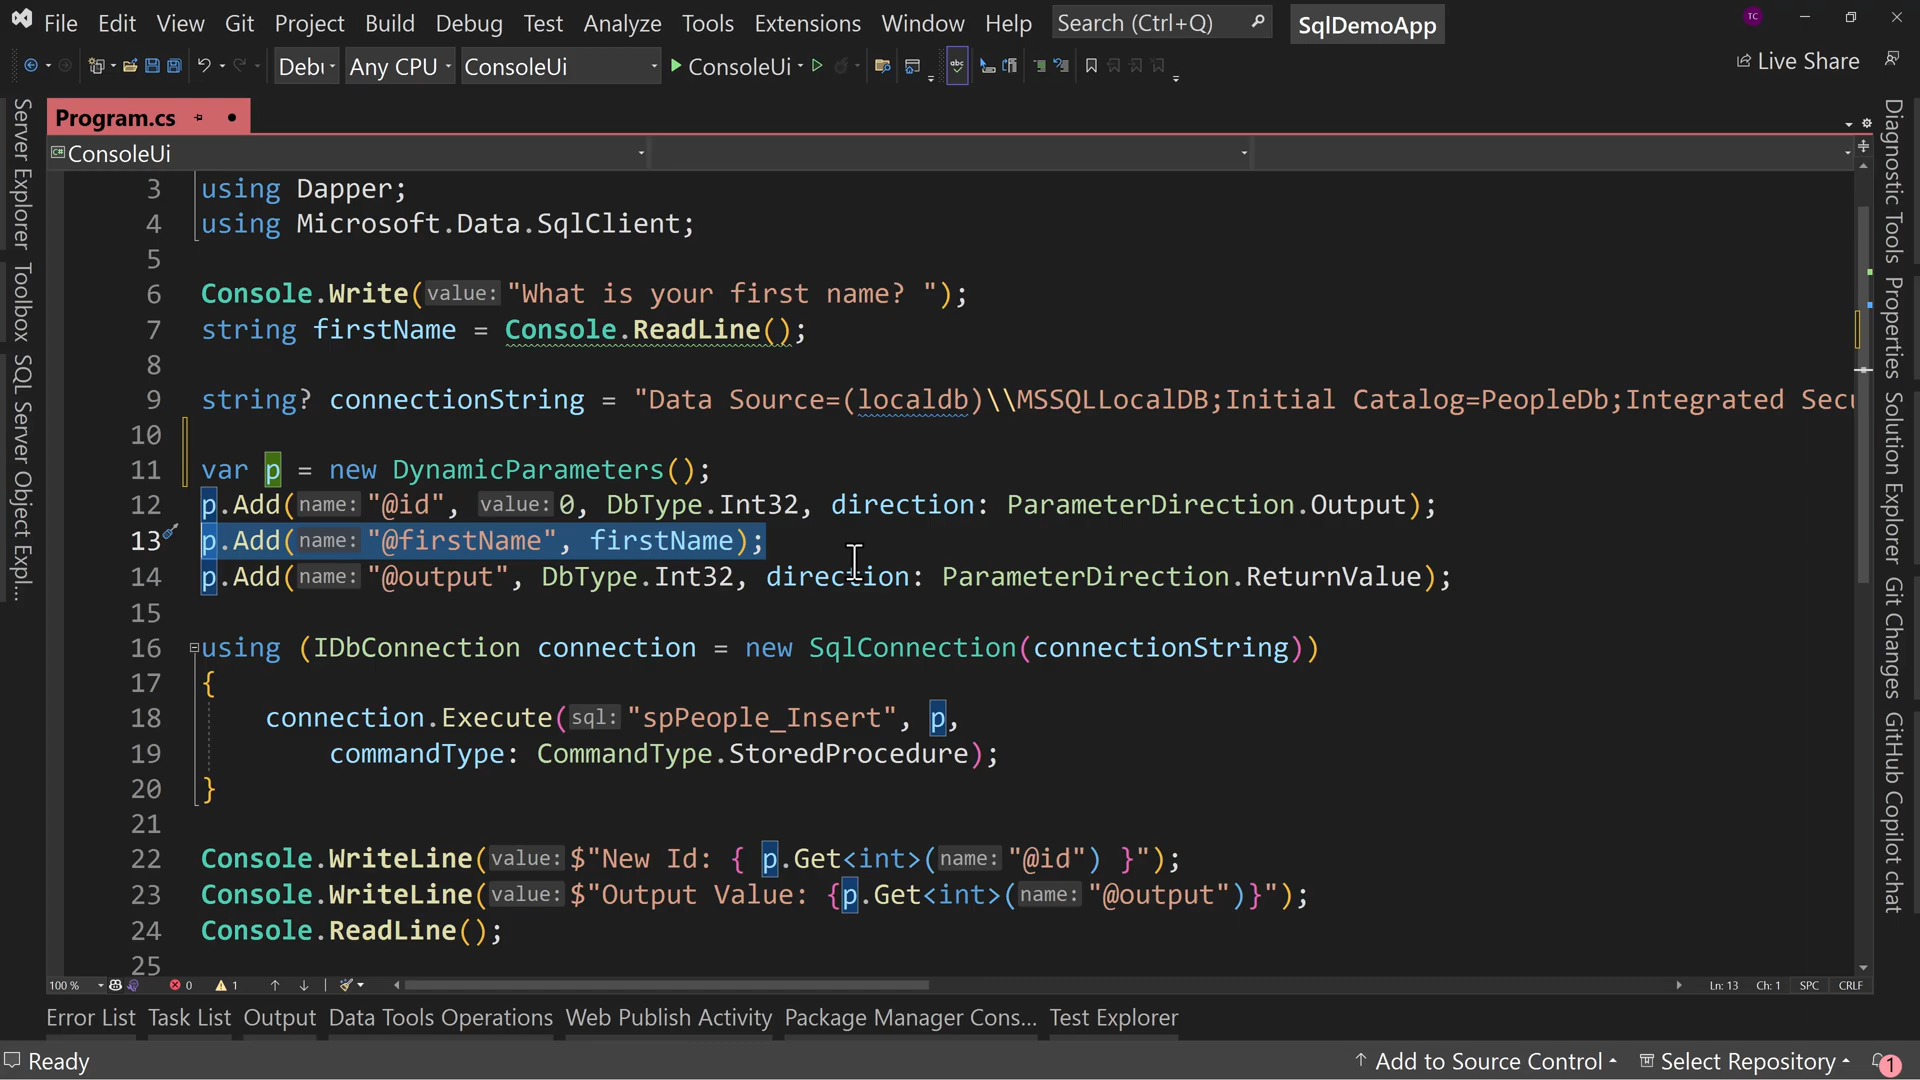 File Edit View Git Project Build Debug Test Analyze Tools Extensions Window Help Search (Ctrl+Q) SqlDemoApp
Debu Any CPU ConsoleUi ConsoleUi Live Share
Server Explorer
Toolbox
SQL Server Object Expl...
Program.cs
ConsoleUi
3 using Dapper;
4 using Microsoft.Data.SqlClient;
5
6 Console.Write(value: "What is your first name? ");
7 string firstName = Console.ReadLine();
8
9 string? connectionString = "Data Source=(localdb)\\MSSQLLocalDB;Initial Catalog=PeopleDb;Integrated Secu
10
11 var p = new DynamicParameters();
12 p.Add(name: "@id", value: 0, DbType.Int32, direction: ParameterDirection.Output);
13 p.Add(name: "@firstName", firstName);
14 p.Add(name: "@output", DbType.Int32, direction: ParameterDirection.ReturnValue);
15
16 using (IDbConnection connection = new SqlConnection(connectionString))
17 {
18 connection.Execute(sql: "spPeople_Insert", p,
19 commandType: CommandType.StoredProcedure);
20 }
21
22 Console.WriteLine(value: $"New Id: { p.Get<int>(name: "@id") }");
23 Console.WriteLine(value: $"Output Value: {p.Get<int>(name: "@output")}");
24 Console.ReadLine();
25
Diagnostic Tools
Properties
Solution Explorer
Git Changes
GitHub Copilot chat
100 % 0 1 Ln: 13 Ch: 1 SPC CRLF
Error List Task List Output Data Tools Operations Web Publish Activity Package Manager Cons... Test Explorer
Ready Add to Source Control Select Repository 1
TC